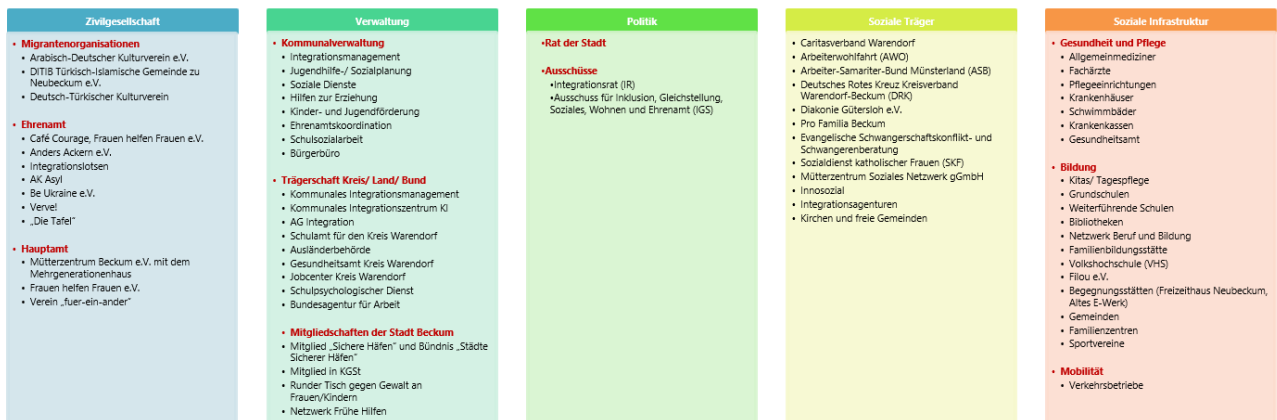 Zivilgesellschaft
• Migrantenorganisationen
• Arabisch-Deutscher Kulturverein e.V.
• DITIB Türkisch-Islamische Gemeinde zu
Neubeckum e.V.
• Deutsch-Türkischer Kulturverein
• Ehrenamt
• Café Courage, Frauen helfen Frauen e.V.
• Anders Ackern e.V.
• Integrationslotsen
• AK Asyl
• Be Ukraine e.V.
• Verve!
• „Die Tafel"
• Hauptamt
• Mütterzentrum Beckum e.V. mit dem
Mehrgenerationenhaus
• Frauen helfen Frauen e.V.
• Verein „fuer-ein-ander"
Verwaltung
• Kommunalverwaltung
• Integrationsmanagement
• Jugendhilfe-/ Sozialplanung
• Soziale Dienste
• Hilfen zur Erziehung
• Kinder- und Jugendförderung
• Ehrenamtskoordination
• Schulsozialarbeit
• Bürgerbüro
• Trägerschaft Kreis/ Land/ Bund
• Kommunales Integrationsmanagement
• Kommunales Integrationszentrum KI
• AG Integration
• Schulamt für den Kreis Warendorf
• Ausländerbehörde
• Gesundheitsamt Kreis Warendorf
• Jobcenter Kreis Warendorf
• Schulpsychologischer Dienst
• Bundesagentur für Arbeit
• Mitgliedschaften der Stadt Beckum
• Mitglied „Sichere Häfen" und Bündnis „Städte
Sicherer Häfen"
• Mitglied in KGSt
• Runder Tisch gegen Gewalt an
Frauen/Kindern
• Netzwerk Frühe Hilfen
Politik
•Rat der Stadt
•Ausschüsse
•Integrationsrat (IR)
•Ausschuss für Inklusion, Gleichstellung,
Soziales, Wohnen und Ehrenamt (IGS)
Soziale Träger
• Caritasverband Warendorf
• Arbeiterwohlfahrt (AWO)
• Arbeiter-Samariter-Bund Münsterland (ASB)
• Deutsches Rotes Kreuz Kreisverband
Warendorf-Beckum (DRK)
• Diakonie Gütersloh e.V.
• Pro Familia Beckum
• Evangelische Schwangerschaftskonflikt- und
Schwangerenberatung
• Sozialdienst katholischer Frauen (SKF)
• Mütterzentrum Soziales Netzwerk gGmbH
• Innosozial
• Integrationsagenturen
• Kirchen und freie Gemeinden
Soziale Infrastruktur
• Gesundheit und Pflege
• Allgemeinmediziner
• Fachärzte
• Pflegeeinrichtungen
• Krankenhäuser
• Schwimmbäder
• Krankenkassen
• Gesundheitsamt
• Bildung
• Kitas/ Tagespflege
• Grundschulen
• Weiterführende Schulen
• Bibliotheken
• Netzwerk Beruf und Bildung
• Familienbildungsstätte
• Volkshochschule (VHS)
• Filou e.V.
• Begegnungsstätten (Freizeithaus Neubeckum,
Altes E-Werk)
• Gemeinden
• Familienzentren
• Sportvereine
• Mobilität
• Verkehrsbetriebe